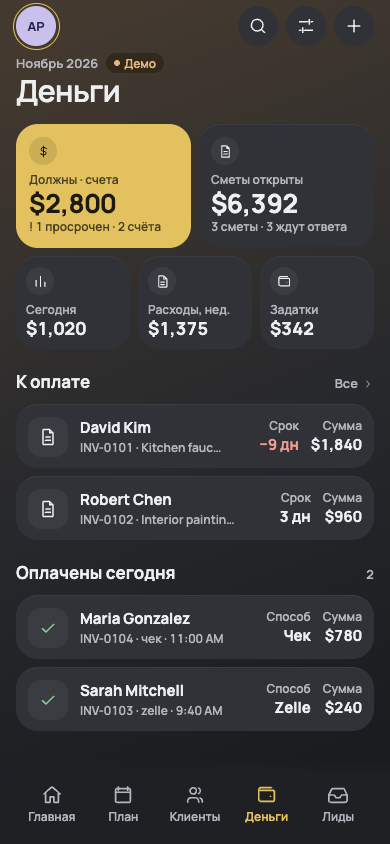 AP
Ноябрь 2026 Демо
Деньги
$
Должны · счета
$2,800
! 1 просрочен · 2 счёта
Сметы открыты
$6,392
3 сметы · 3 ждут ответа
Сегодня
$1,020
Расходы, нед.
$1,375
Задатки
$342
К оплате
Все
David Kim
INV-0101 · Kitchen fauc...
Срок
−9 дн
Сумма
$1,840
Robert Chen
INV-0102 · Interior paintin...
Срок
3 дн
Сумма
$960
Оплачены сегодня
2
Maria Gonzalez
INV-0104 · чек · 11:00 AM
Способ
Чек
Сумма
$780
Sarah Mitchell
INV-0103 · zelle · 9:40 AM
Способ
Zelle
Сумма
$240
Главная
План
Клиенты
Деньги
Лиды